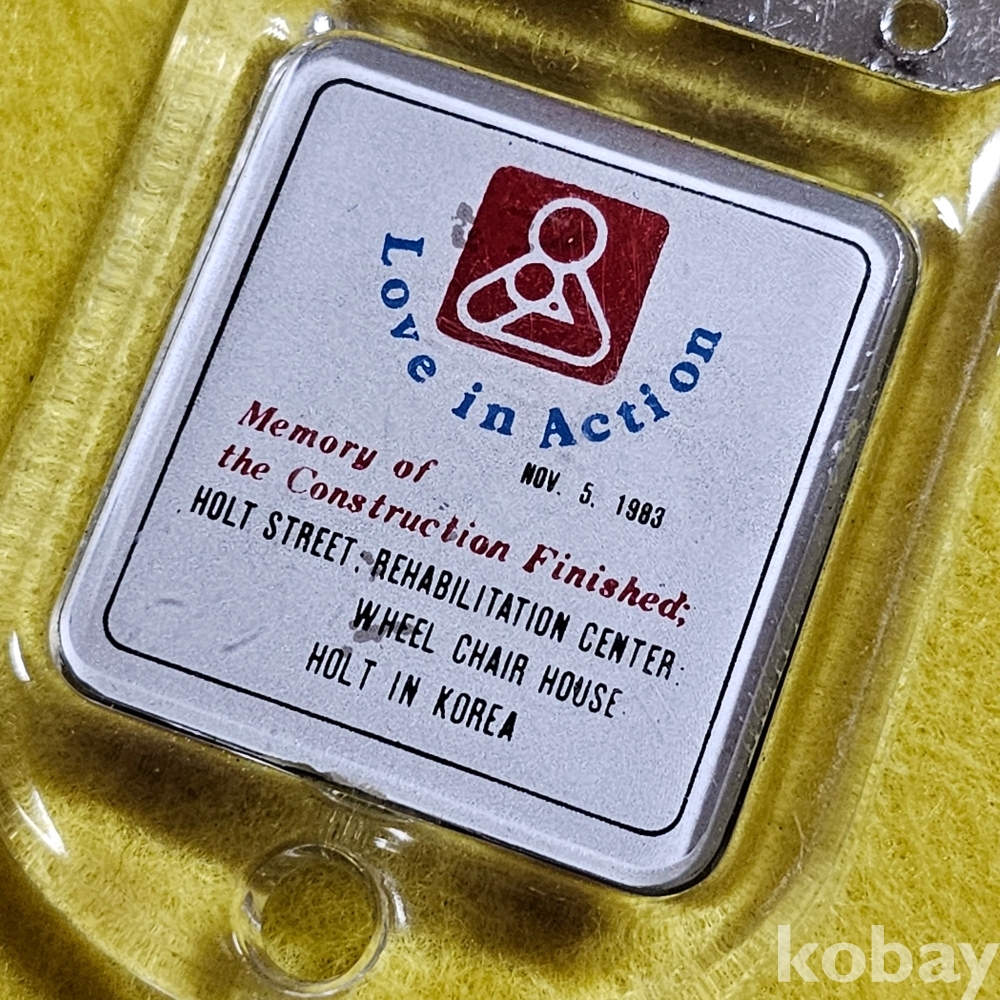 Love in Action
NOV. 5. 1983
Memory of
the Construction Finished;
HOLT STREET: REHABILITATION CENTER:
WHEEL CHAIR HOUSE.
HOLT IN KOREA
kobay